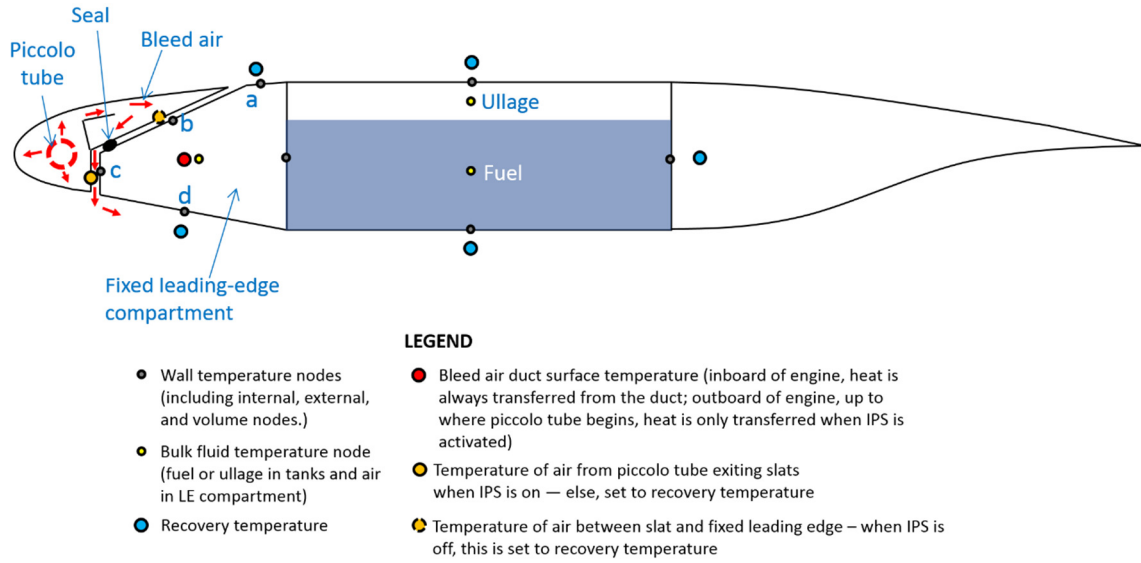 Seal
Bleed air
Piccolo
tube
a
Ullage
b
c
Fuel
d
Fixed leading-edge
compartment
LEGEND
Wall temperature nodes
(including internal, external,
and volume nodes.)
Bulk fluid temperature node
(fuel or ullage in tanks and air
in LE compartment)
Recovery temperature
Bleed air duct surface temperature (inboard of engine, heat is
always transferred from the duct; outboard of engine, up to
where piccolo tube begins, heat is only transferred when IPS is
activated)
Temperature of air from piccolo tube exiting slats
when IPS is on — else, set to recovery temperature
Temperature of air between slat and fixed leading edge – when IPS is
off, this is set to recovery temperature